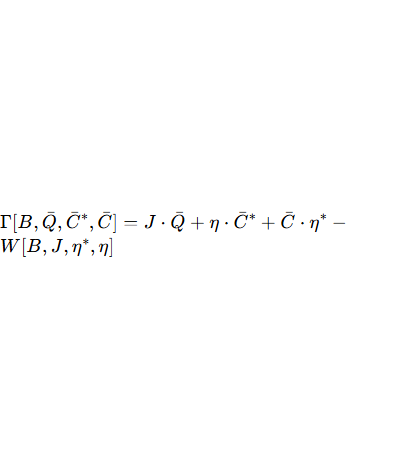 Γ[B, Q̄, C̄*, C̄] = J · Q̄ + η · C̄* + C̄ · η* −
W[B, J, η*, η]